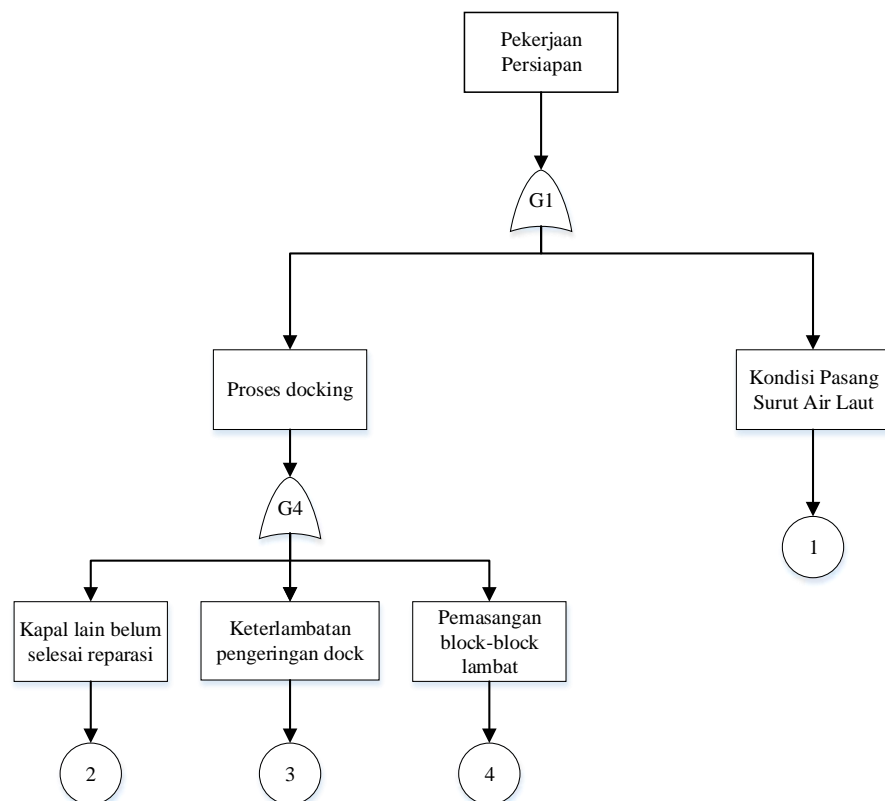 Pekerjaan
Persiapan
G1
Proses docking
Kondisi Pasang
Surut Air Laut
G4
1
Kapal lain belum
selesai reparasi
Keterlambatan
pengeringan dock
Pemasangan
block-block
lambat
2
3
4